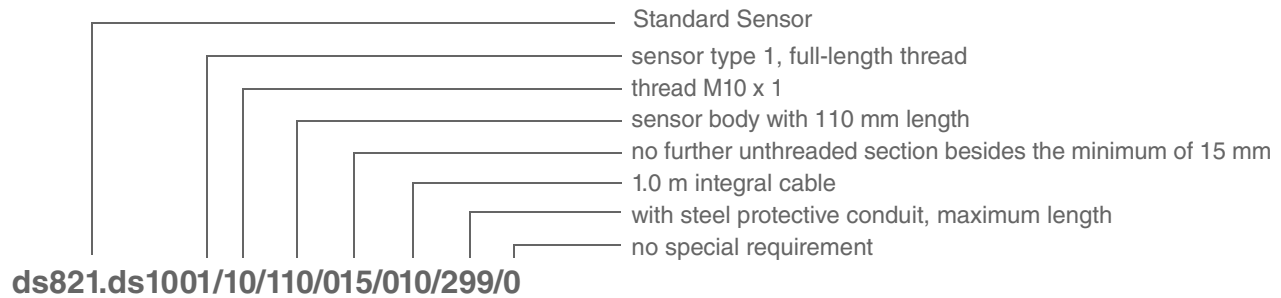 Standard Sensor
sensor type 1, full-length thread
thread M10 x 1
sensor body with 110 mm length
no further unthreaded section besides the minimum of 15 mm
1.0 m integral cable
with steel protective conduit, maximum length
no special requirement
ds821.ds1001/10/110/015/010/299/0